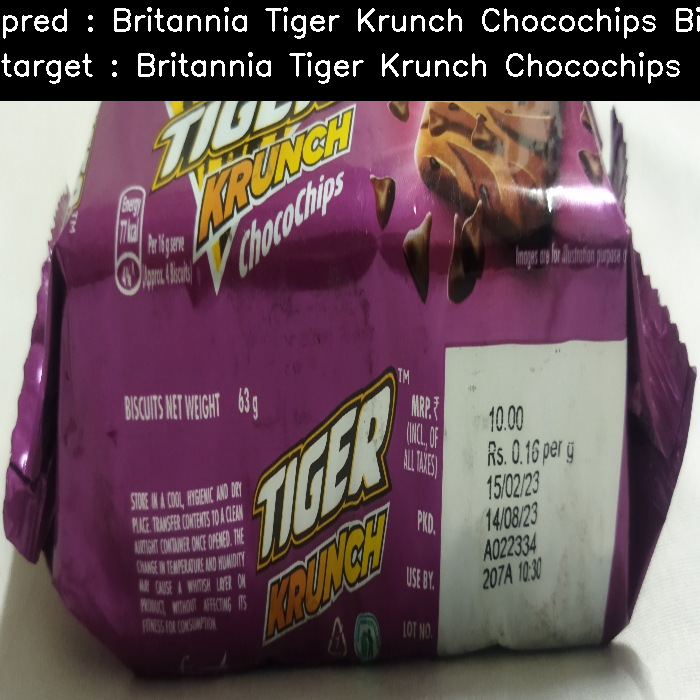 pred : Britannia Tiger Krunch Chocochips Bi
target : Britannia Tiger Krunch Chocochips
TIGER
KRUNCH
ChocoChips
Energy
77 kcal
4%*
Per 16 g serve
(Approx. 4 Biscuits)
Images are for illustration purpose
BISCUITS NET WEIGHT 63 g
TIGER
KRUNCH
TM
STORE IN A COOL, HYGIENIC AND DRY
PLACE. TRANSFER CONTENTS TO A CLEAN
AIRTIGHT CONTAINER ONCE OPENED. THE
CHANGE IN TEMPERATURE AND HUMIDITY
MAY CAUSE A WHITISH LAYER ON
PRODUCT, WITHOUT AFFECTING ITS
FITNESS FOR CONSUMPTION.
MRP. ₹
(INCL, OF
ALL TAXES)
PKD.
USE BY.
LOT NO.
10.00
Rs. 0.16 per g
15/02/23
14/08/23
A022334
207A 10:30